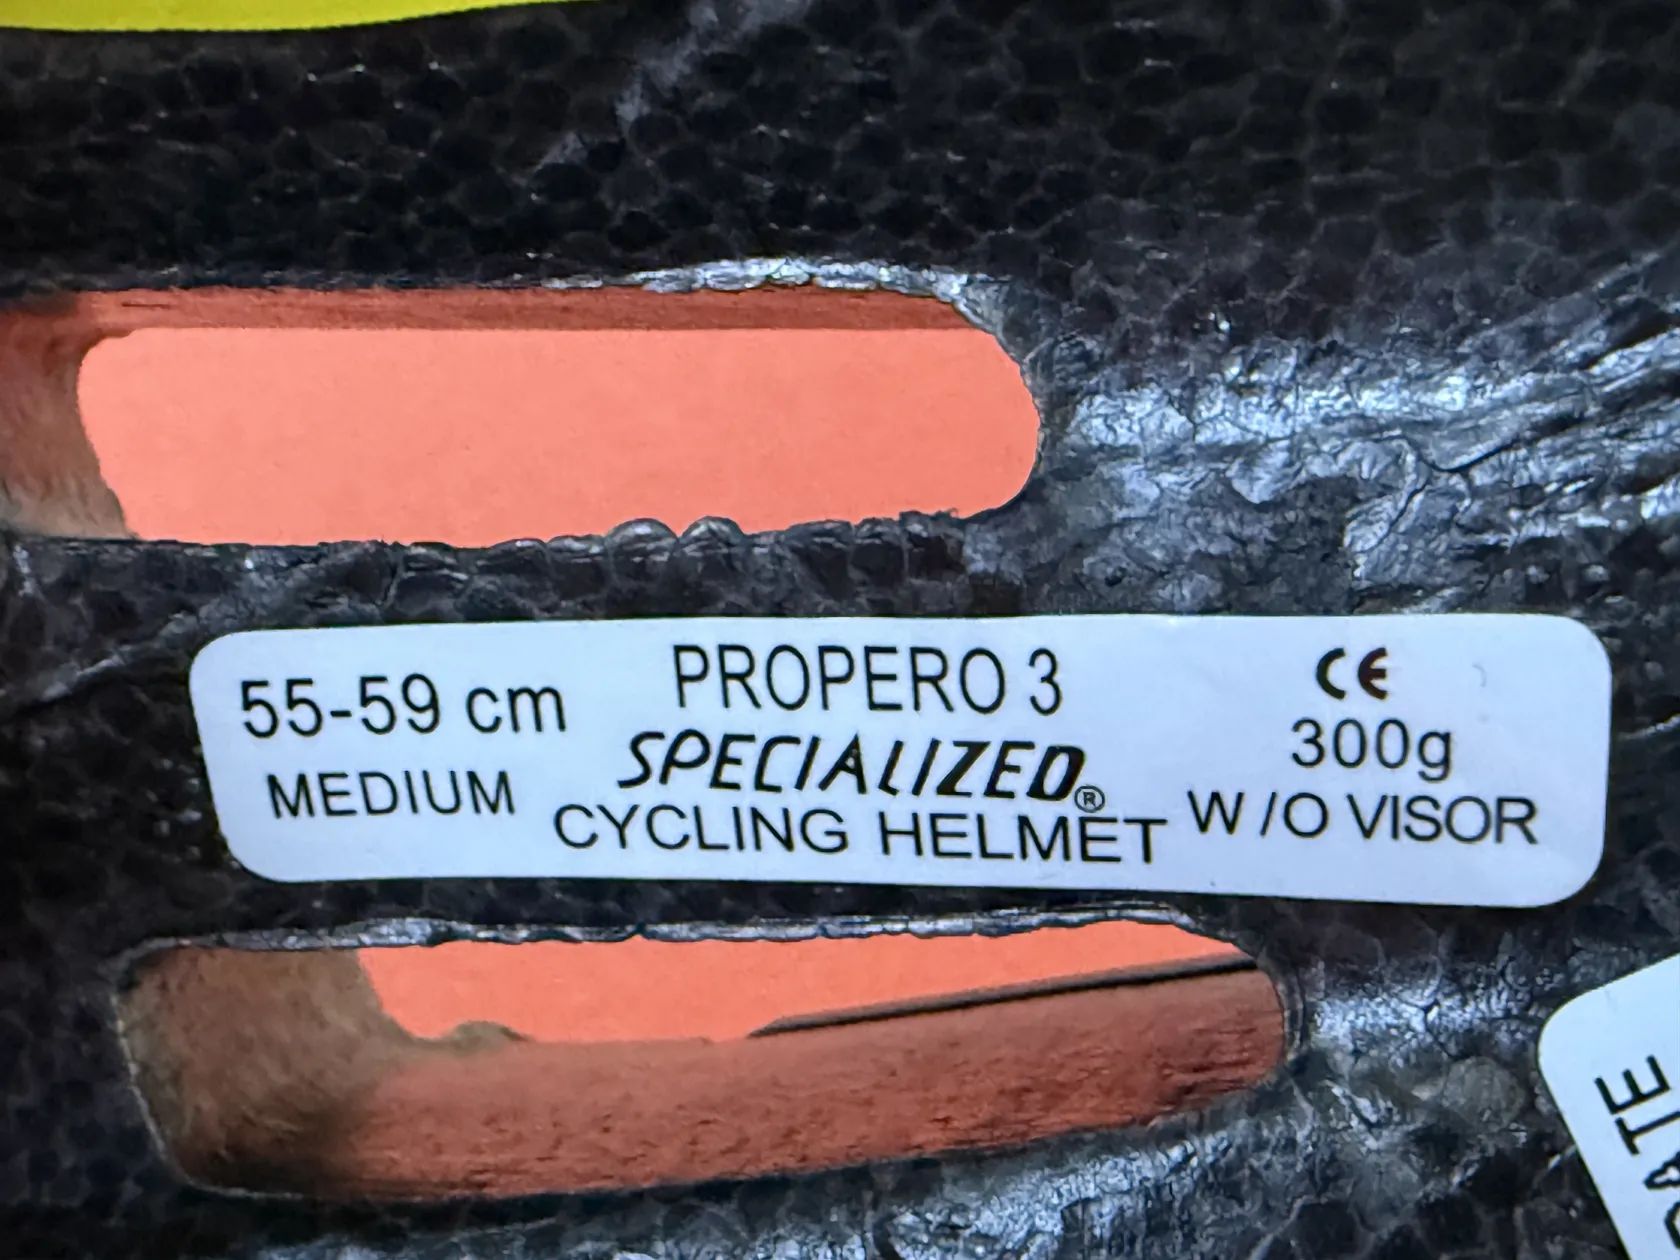 55-59 cm
MEDIUM
PROPERO 3
SPECIALIZED®
CYCLING HELMET
CE
300g
W/O VISOR